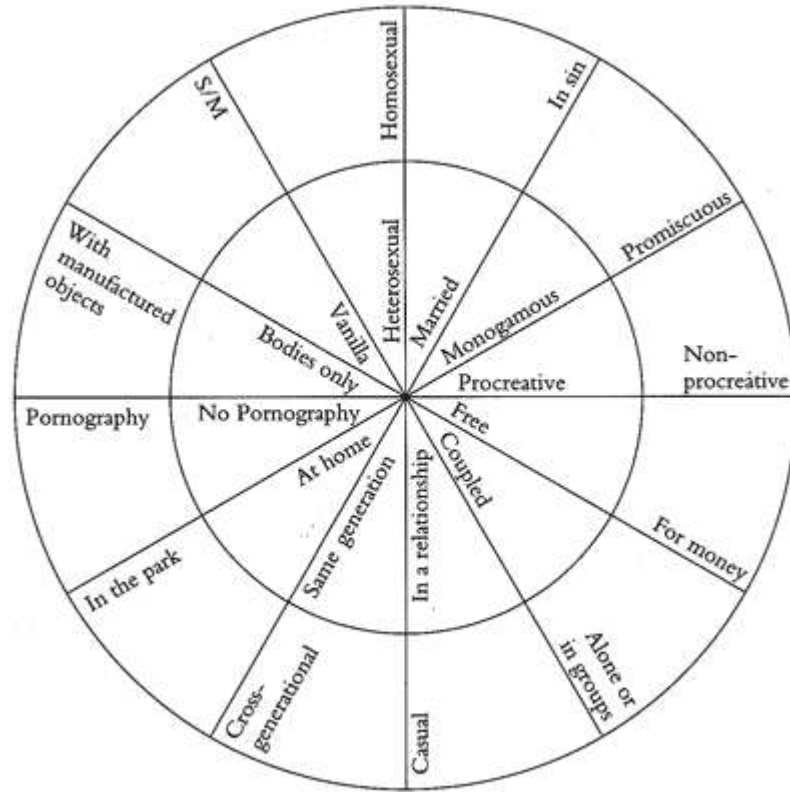 Homosexual
Heterosexual
In sin
Married
Promiscuous
Monogamous
Non-
procreative
Procreative
For money
Free
Alone or
in groups
Coupled
Casual
In a relationship
Cross-
generational
Same generation
In the park
At home
Pornography
No Pornography
With
manufactured
objects
Bodies only
S/M
Vanilla